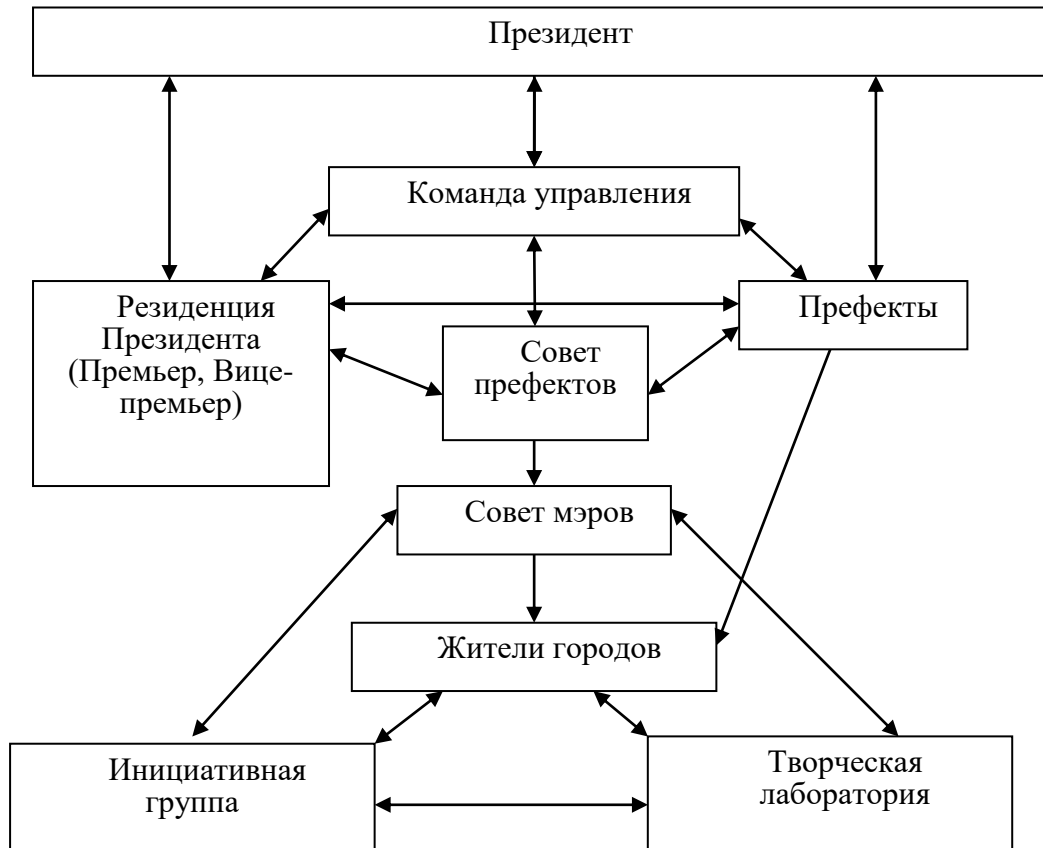 Президент
Команда управления
Резиденция
Президента
(Премьер, Вице-
премьер)
Префекты
Совет
префектов
Совет мэров
Жители городов
Инициативная
группа
Творческая
лаборатория